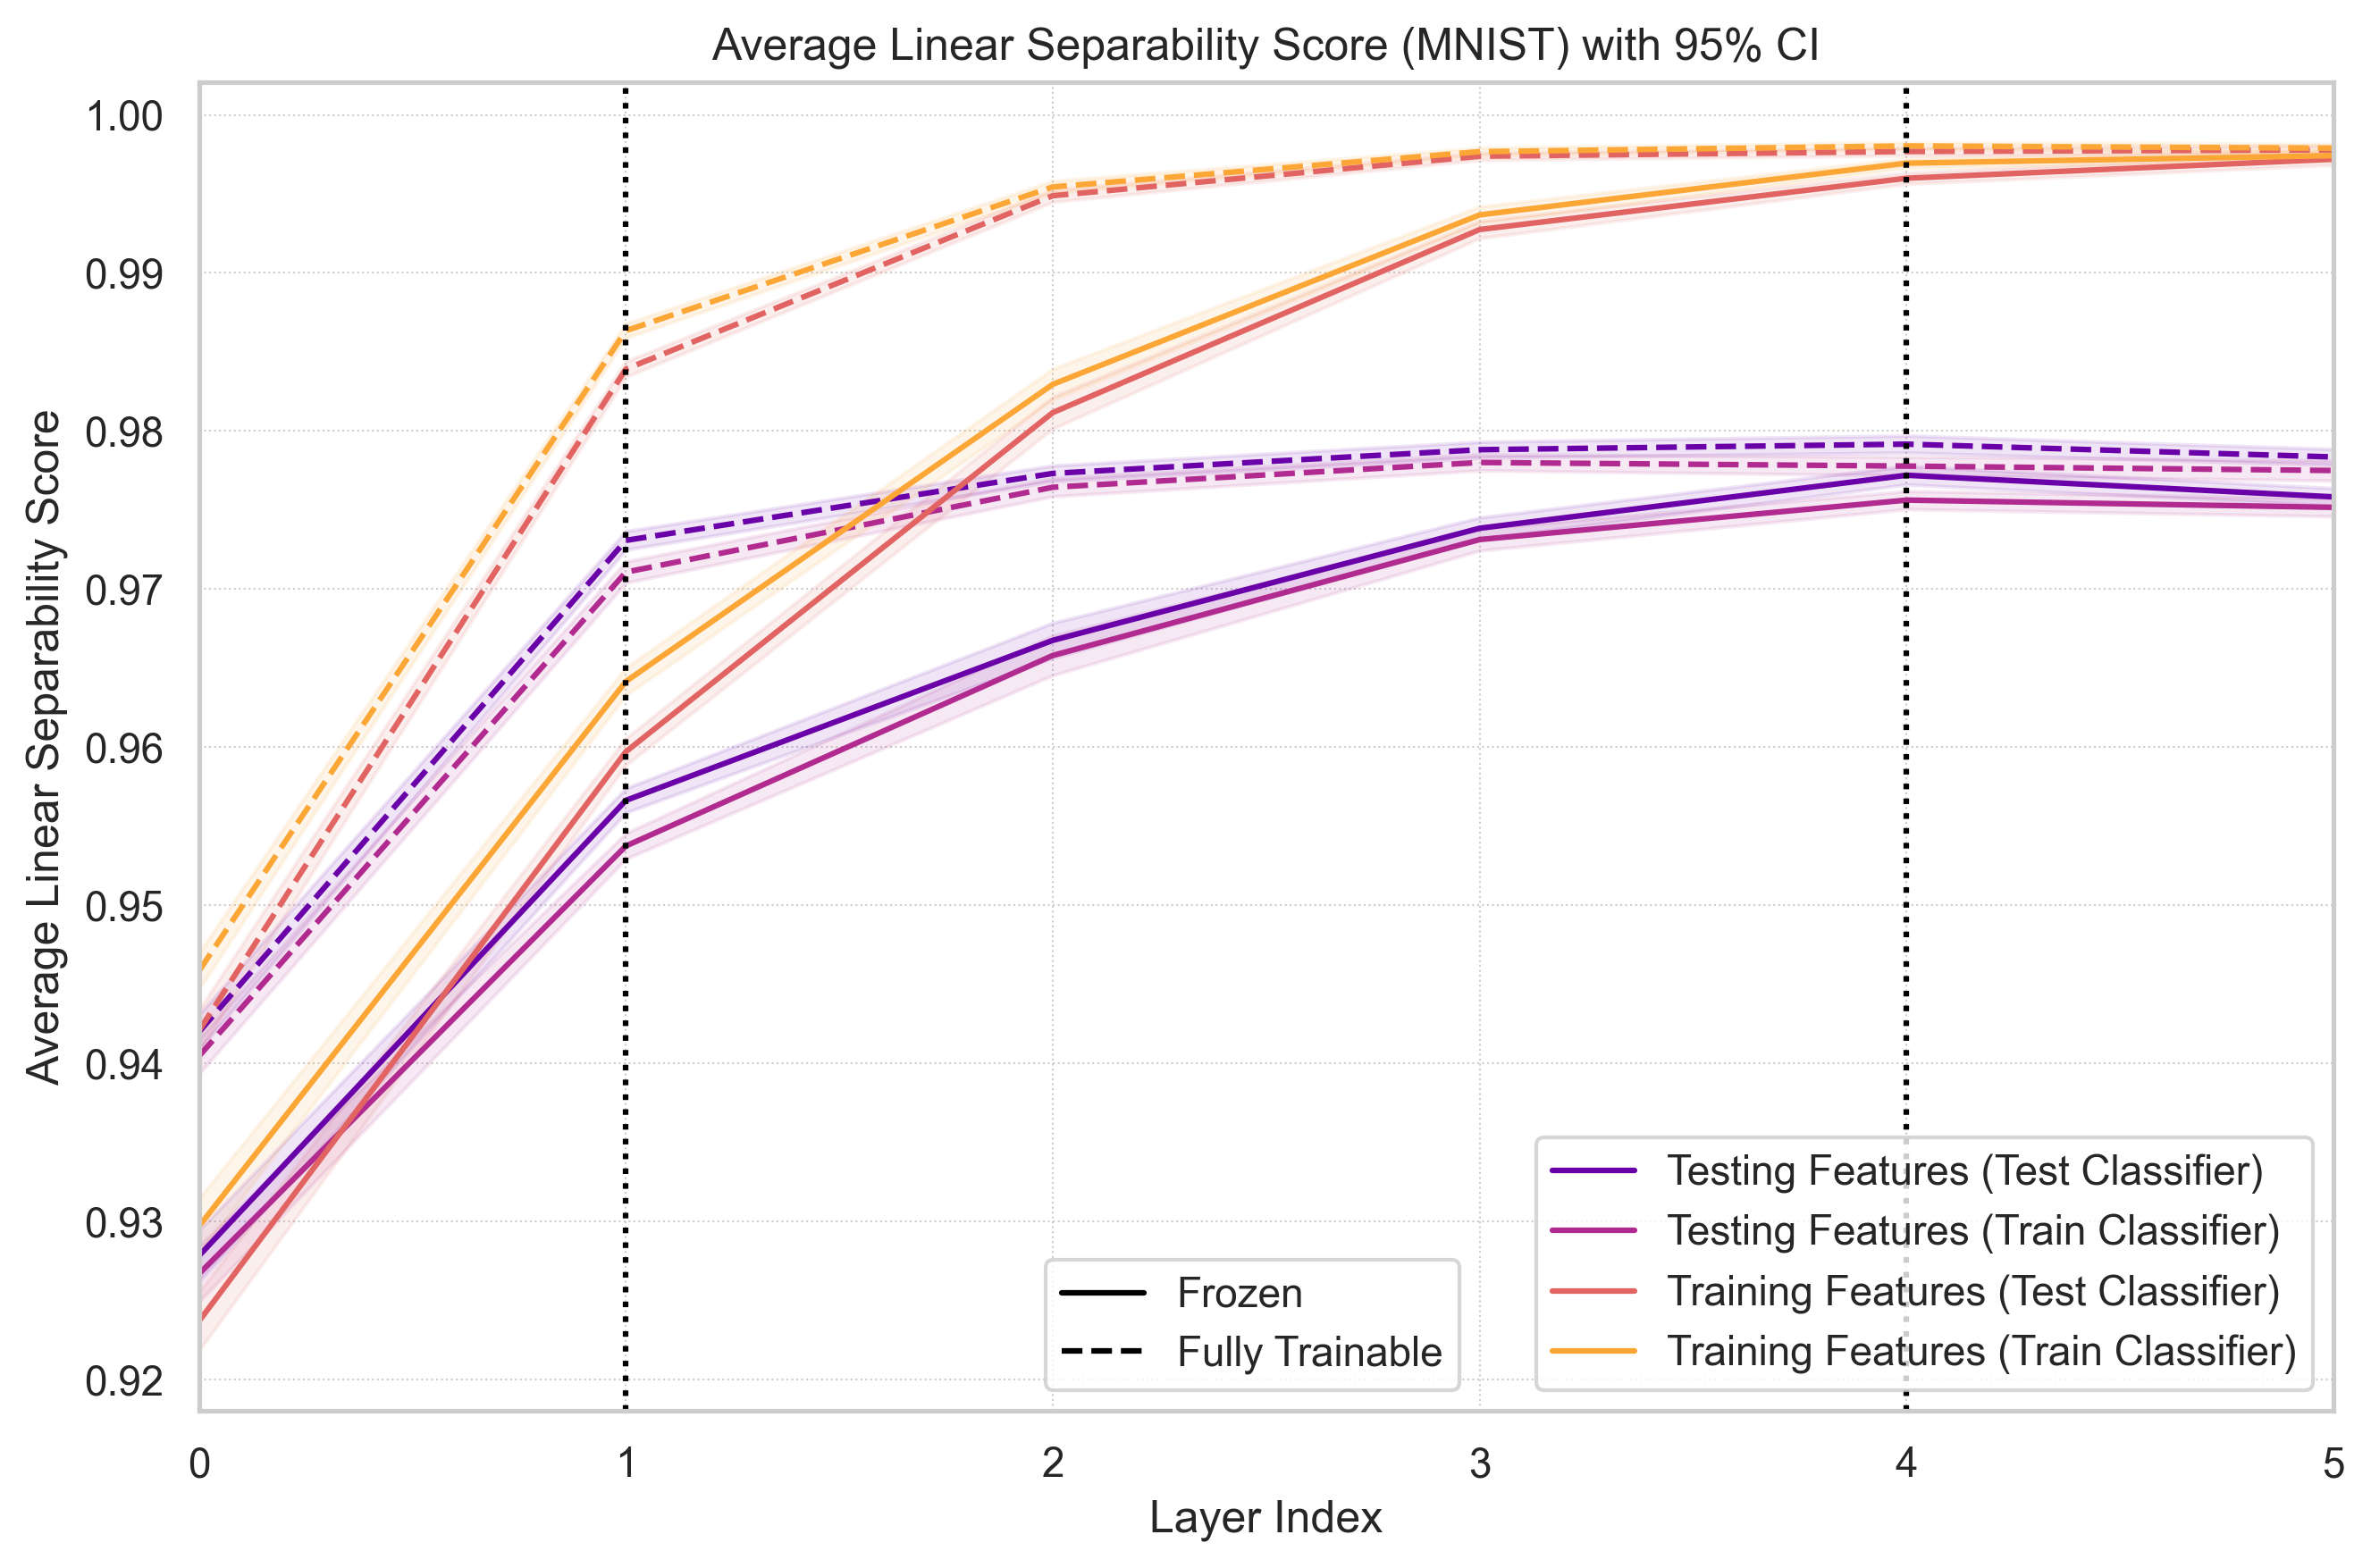 Average Linear Separability Score (MNIST) with 95% CI
Average Linear Separability Score
1.00
0.99
0.98
0.97
0.96
0.95
0.94
0.93
0.92
Frozen
Fully Trainable
Testing Features (Test Classifier)
Testing Features (Train Classifier)
Training Features (Test Classifier)
Training Features (Train Classifier)
0 1 2 3 4 5
Layer Index